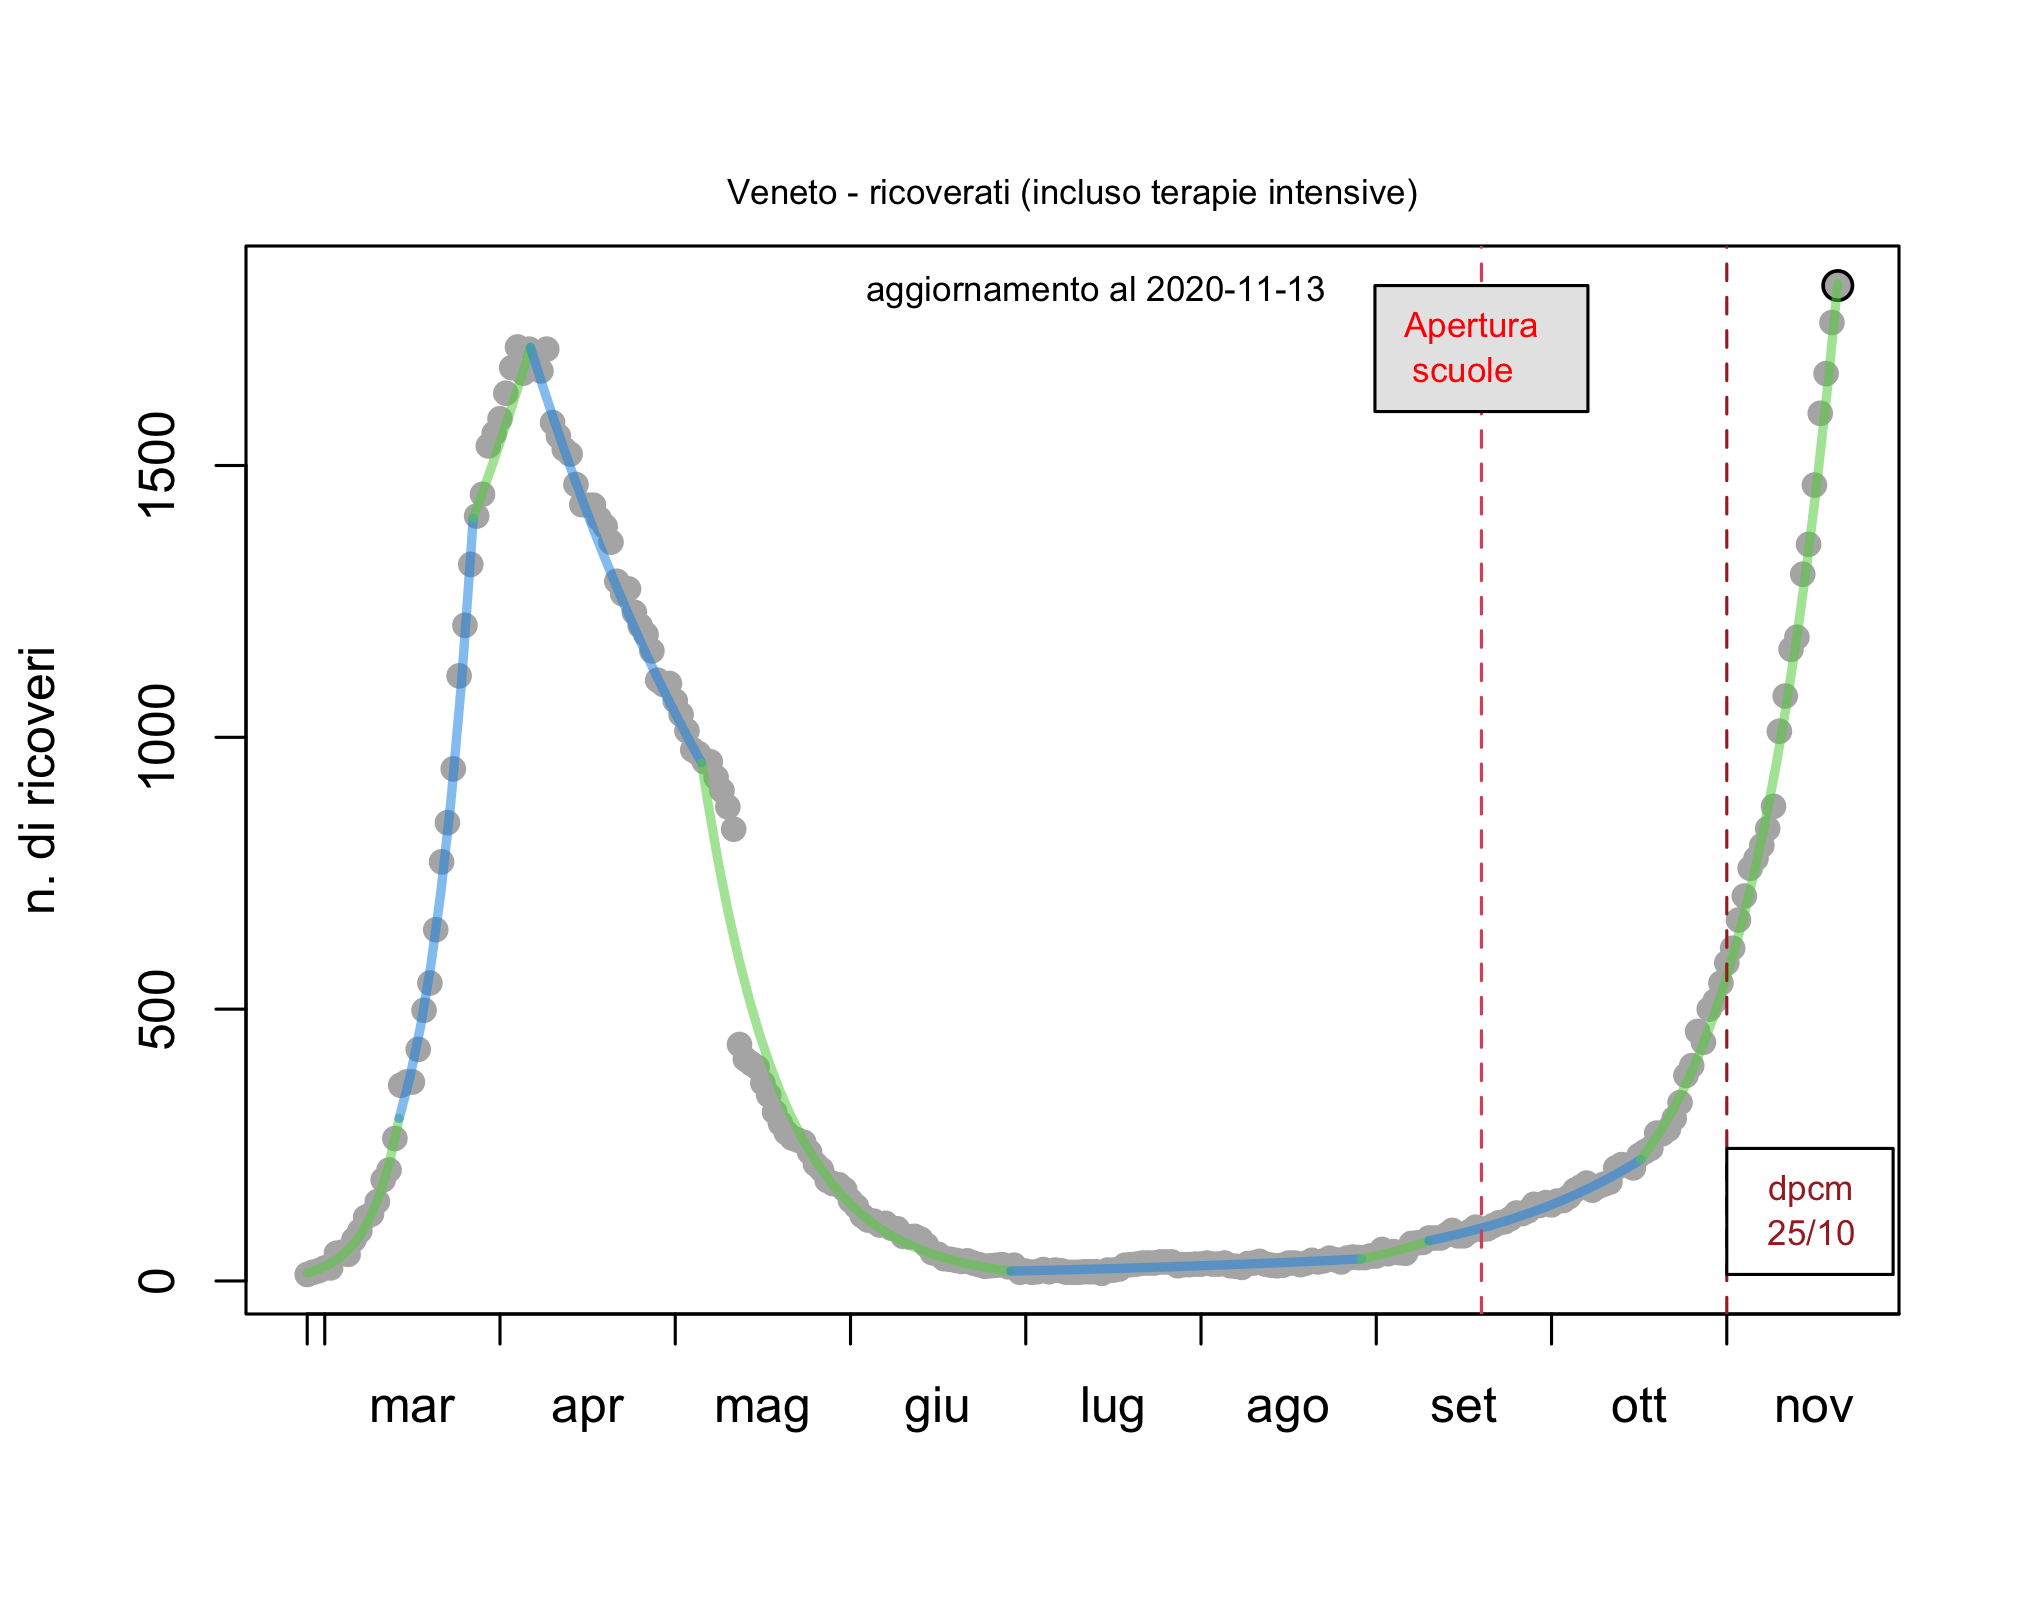 Veneto - ricoverati (incluso terapie intensive)
aggiornamento al 2020-11-13
Apertura
scuole
n. di ricoveri
1500
1000
500
0
dpcm
25/10
mar apr mag giu lug ago set ott nov